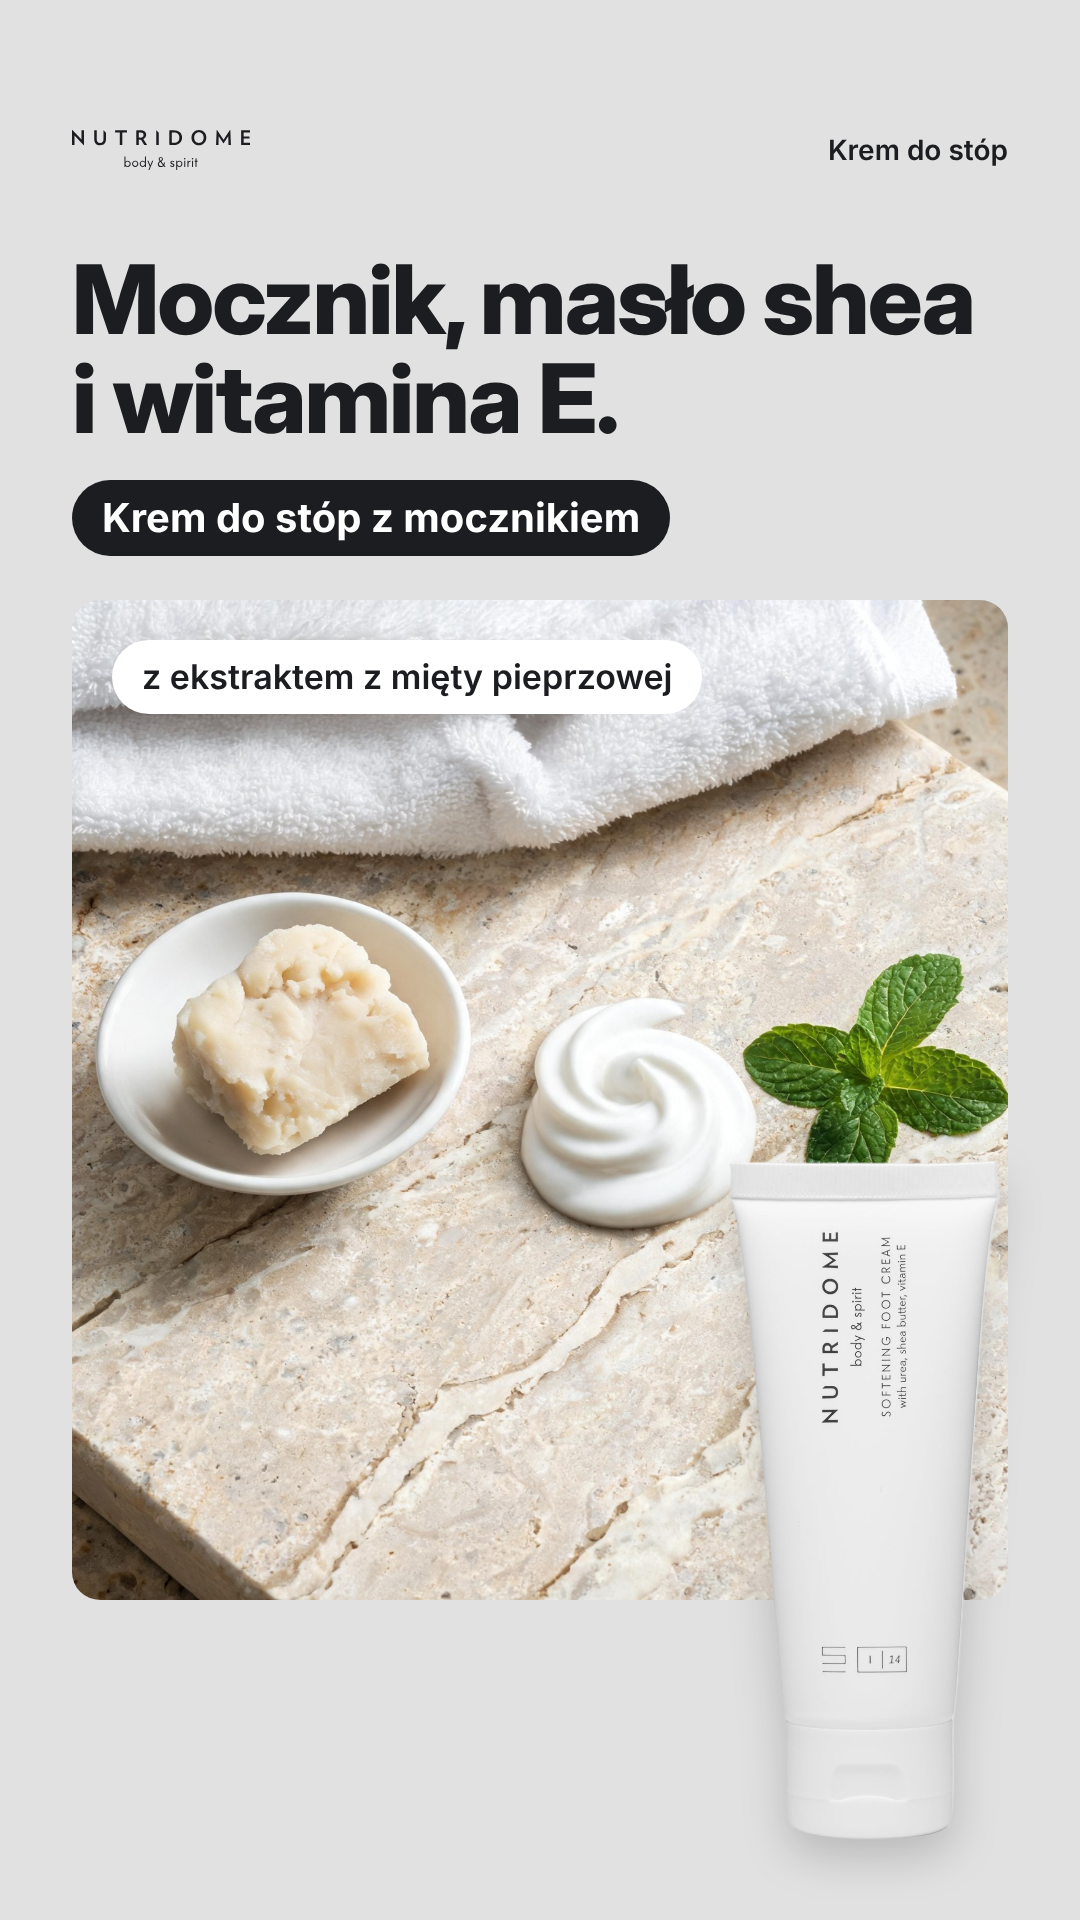 NUTRIDOME
body & spirit
Krem do stóp
Mocznik, masło shea
i witamina E.
Krem do stóp z mocznikiem
z ekstraktem z mięty pieprzowej
NUTRIDOME
body & spirit
SOFTENING FOOT CREAM
with urea, shea butter, vitamin E
I 14